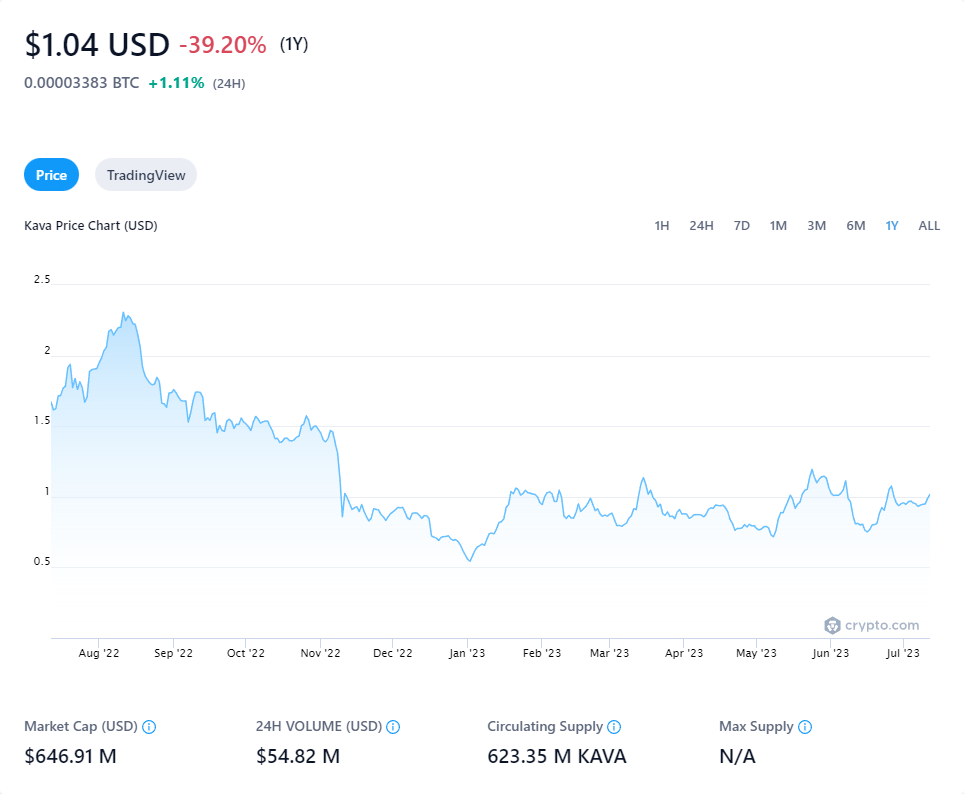 $1.04 USD -39.20% (1Y)
0.00003383 BTC +1.11% (24H)
Price TradingView
Kava Price Chart (USD) 1H 24H 7D 1M 3M 6M 1Y ALL
2.5
2
1.5
1
0.5
crypto.com
Aug '22 Sep '22 Oct '22 Nov '22 Dec '22 Jan '23 Feb '23 Mar '23 Apr '23 May '23 Jun '23 Jul '23
Market Cap (USD) 24H VOLUME (USD) Circulating Supply Max Supply
$646.91 M $54.82 M 623.35 M KAVA N/A